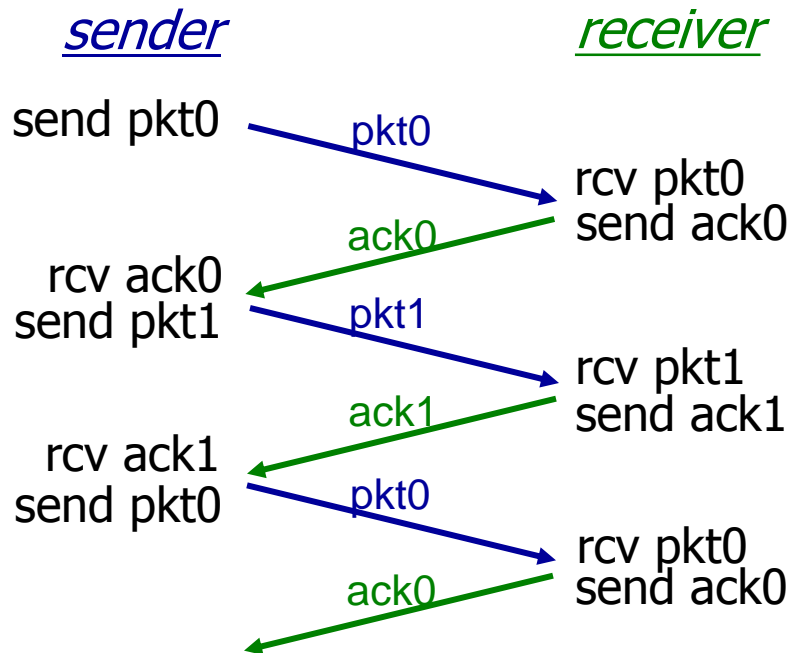 sender
receiver
send pkt0
pkt0
rcv pkt0
send ack0
ack0
rcv ack0
send pkt1
pkt1
rcv pkt1
send ack1
ack1
rcv ack1
send pkt0
pkt0
rcv pkt0
send ack0
ack0